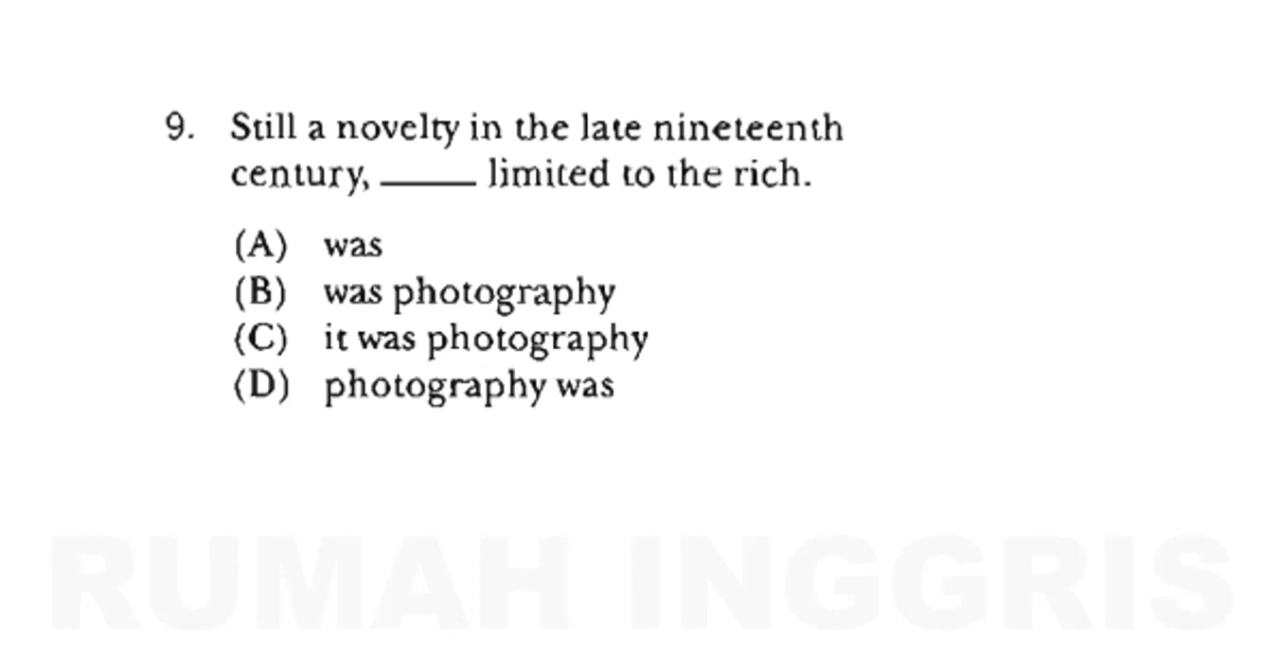 9. Still a novelty in the late nineteenth
century, _____ limited to the rich.
(A) was
(B) was photography
(C) it was photography
(D) photography was
RUMAH INGGRIS